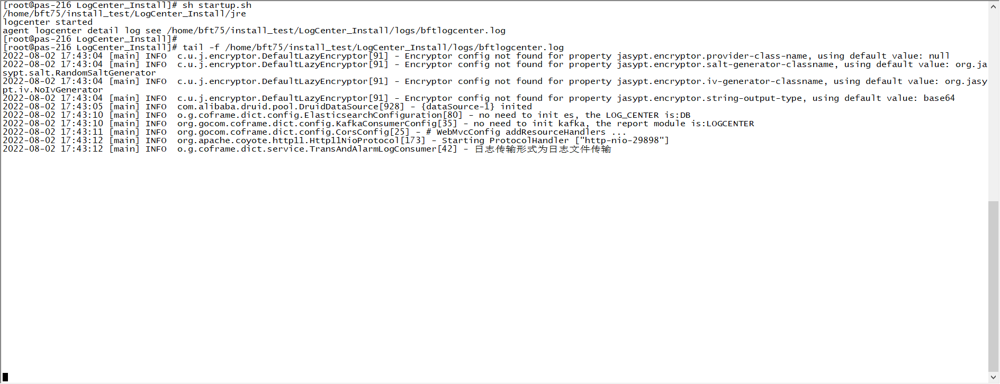 [root@pas-216 LogCenter_Install]# sh startup.sh
/home/bft75/install_test/LogCenter_Install/jre
logcenter started
agent logcenter detail log see /home/bft75/install_test/LogCenter_Install/logs/bftlogcenter.log
[root@pas-216 LogCenter_Install]#
[root@pas-216 LogCenter_Install]# tail -f /home/bft75/install_test/LogCenter_Install/logs/bftlogcenter.log
2022-08-02 17:43:04 [main] INFO  c.u.j.encryptor.DefaultLazyEncryptor[91] - Encryptor config not found for property jasypt.encryptor.provider-class-name, using default value: null
2022-08-02 17:43:04 [main] INFO  c.u.j.encryptor.DefaultLazyEncryptor[91] - Encryptor config not found for property jasypt.encryptor.salt-generator-classname, using default value: org.ja
sypt.salt.RandomSaltGenerator
2022-08-02 17:43:04 [main] INFO  c.u.j.encryptor.DefaultLazyEncryptor[91] - Encryptor config not found for property jasypt.encryptor.iv-generator-classname, using default value: org.jasy
pt.iv.NoIvGenerator
2022-08-02 17:43:04 [main] INFO  c.u.j.encryptor.DefaultLazyEncryptor[91] - Encryptor config not found for property jasypt.encryptor.string-output-type, using default value: base64
2022-08-02 17:43:05 [main] INFO  com.alibaba.druid.pool.DruidDataSource[928] - {dataSource-1} inited
2022-08-02 17:43:10 [main] INFO  o.g.coframe.dict.config.ElasticsearchConfiguration[80] - no need to init es, the LOG_CENTER is:DB
2022-08-02 17:43:10 [main] INFO  org.gocom.coframe.dict.config.KafkaConsumerConfig[35] - no need to init kafka, the report module is:LOGCENTER
2022-08-02 17:43:11 [main] INFO  org.gocom.coframe.dict.config.CorsConfig[25] - # WebMvcConfig addResourceHandlers ...
2022-08-02 17:43:12 [main] INFO  org.apache.coyote.http11.Http11NioProtocol[173] - Starting ProtocolHandler ["http-nio-29898"]
2022-08-02 17:43:12 [main] INFO  o.g.coframe.dict.service.TransAndAlarmLogConsumer[42] - 日志传输形式为日志文件传输